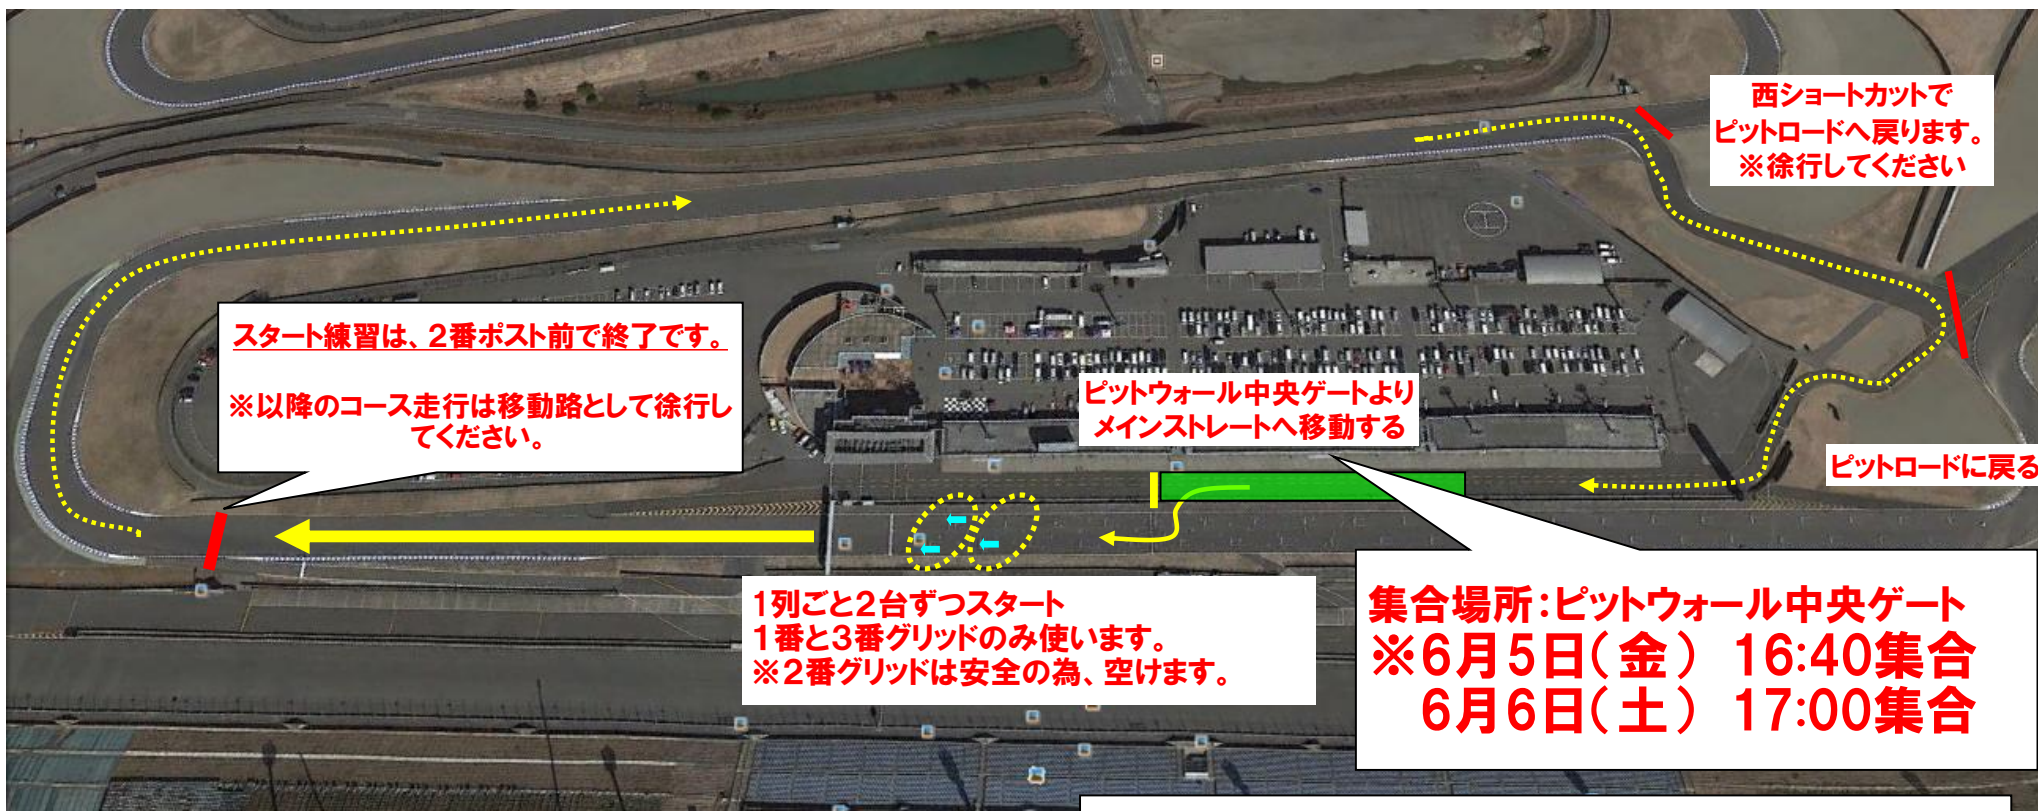 西ショートカットで
ピットロードへ戻ります。
※徐行してください
スタート練習は、２番ポスト前で終了です。
※以降のコース走行は移動路として徐行し
てください。
ピットウォール中央ゲートより
メインストレートへ移動する
ピットロードに戻る
1列ごと２台ずつスタート
１番と３番グリッドのみ使います。
※２番グリッドは安全の為、空けます。
集合場所：ピットウォール中央ゲート
※６月５日（金） 16:40集合
６月６日（土） 17:00集合